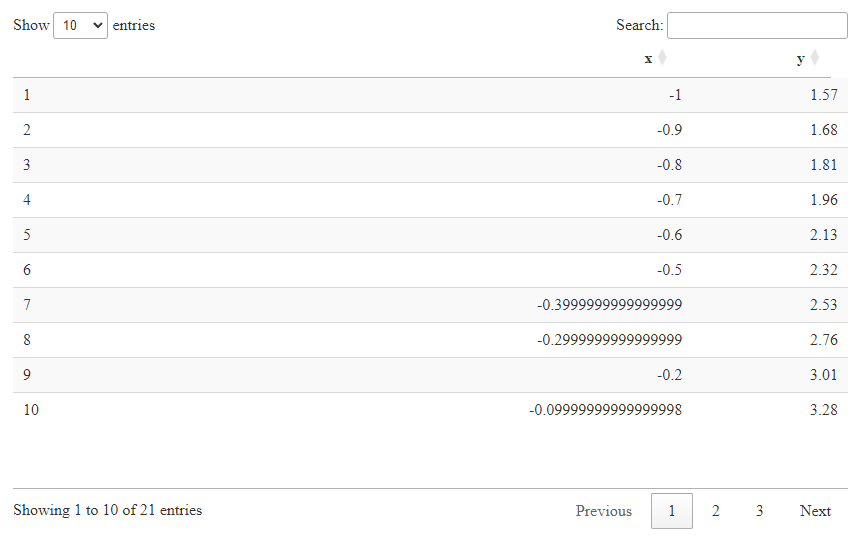 Show 10 entries Search:
x y
1 -1 1.57
2 -0.9 1.68
3 -0.8 1.81
4 -0.7 1.96
5 -0.6 2.13
6 -0.5 2.32
7 -0.3999999999999999 2.53
8 -0.2999999999999999 2.76
9 -0.2 3.01
10 -0.09999999999999998 3.28
Showing 1 to 10 of 21 entries Previous 1 2 3 Next